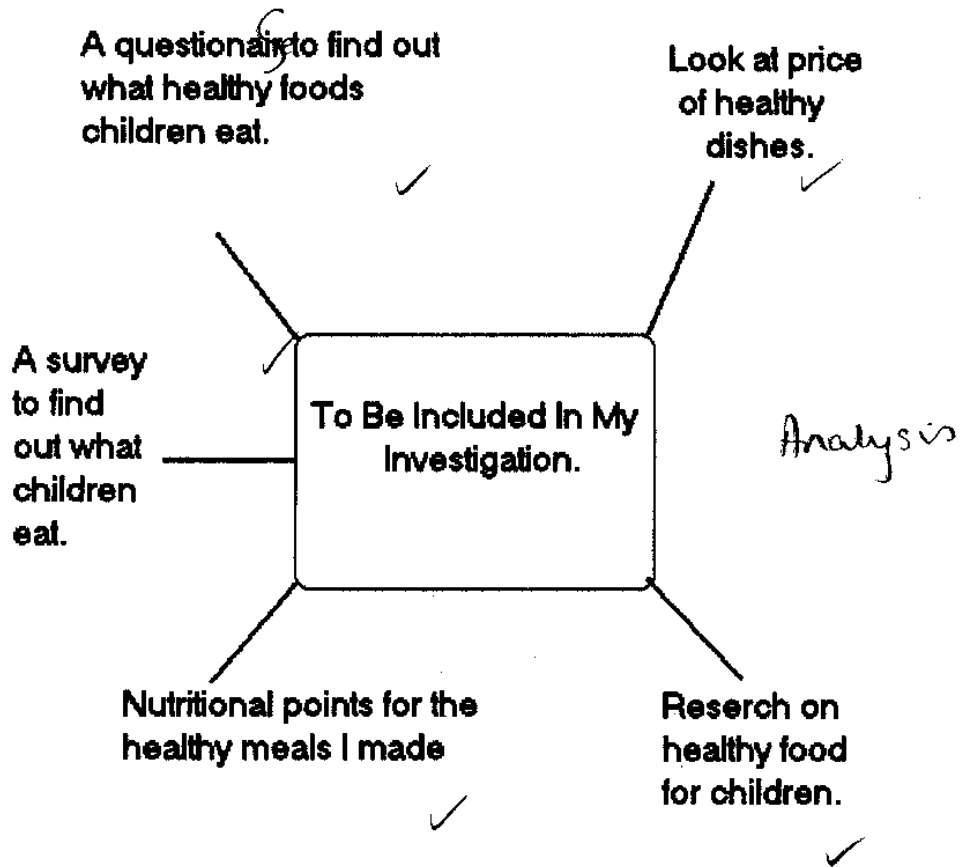 A questionair to find out
what healthy foods
children eat.
Look at price
of healthy
dishes.
A survey
to find
out what
children
eat.
To Be Included In My
Investigation.
Analysis
Nutritional points for the
healthy meals I made
Reserch on
healthy food
for children.